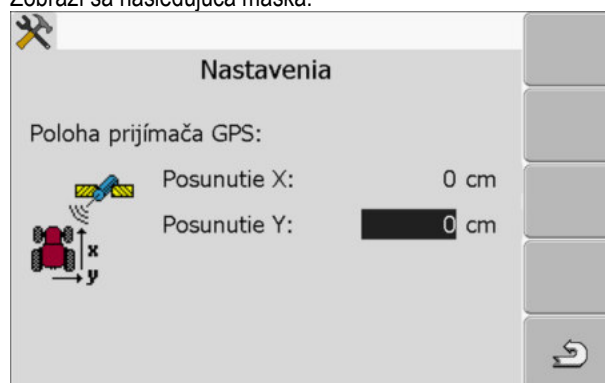 Zobrazí sa nasledujúca maska:
Nastavenia
Poloha prijímača GPS:
Posunutie X: 0 cm
Posunutie Y: 0 cm
x
y